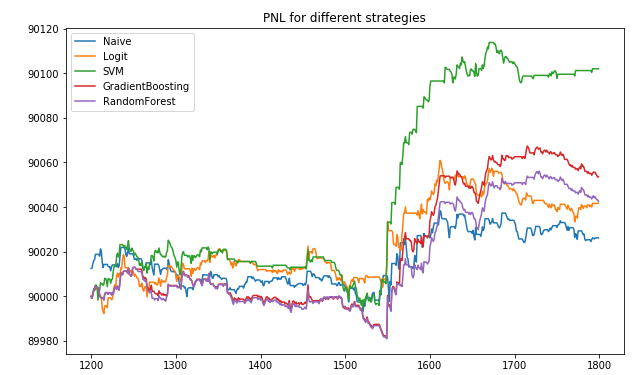 PNL for different strategies
90120
90100
90080
90060
90040
90020
90000
89980
Naive
Logit
SVM
GradientBoosting
RandomForest
1200 1300 1400 1500 1600 1700 1800